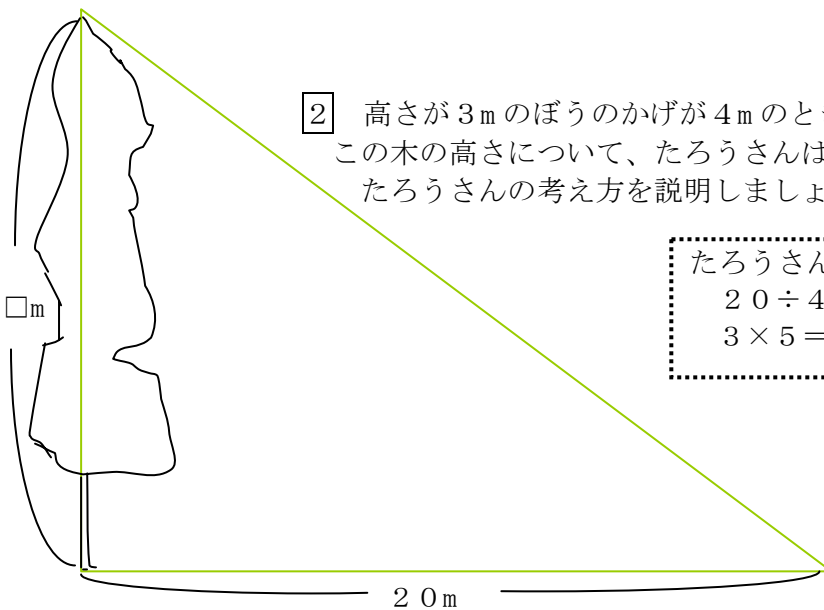 2 高さが3mのぼうのかげが4mのと
この木の高さについて、たろうさんは
たろうさんの考え方を説明しましょ
たろうさん
20÷4
3×5＝
□m
20m